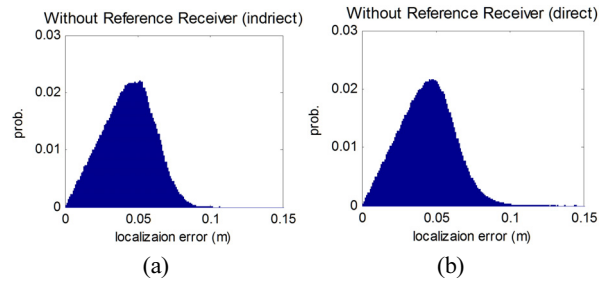 Without Reference Receiver (indriect)
0.03
0.02
0.01
0
prob.
0
0.05
0.1
0.15
localizaion error (m)
(a)
Without Reference Receiver (direct)
0.03
0.02
0.01
0
prob.
0
0.05
0.1
0.15
localizaion error (m)
(b)